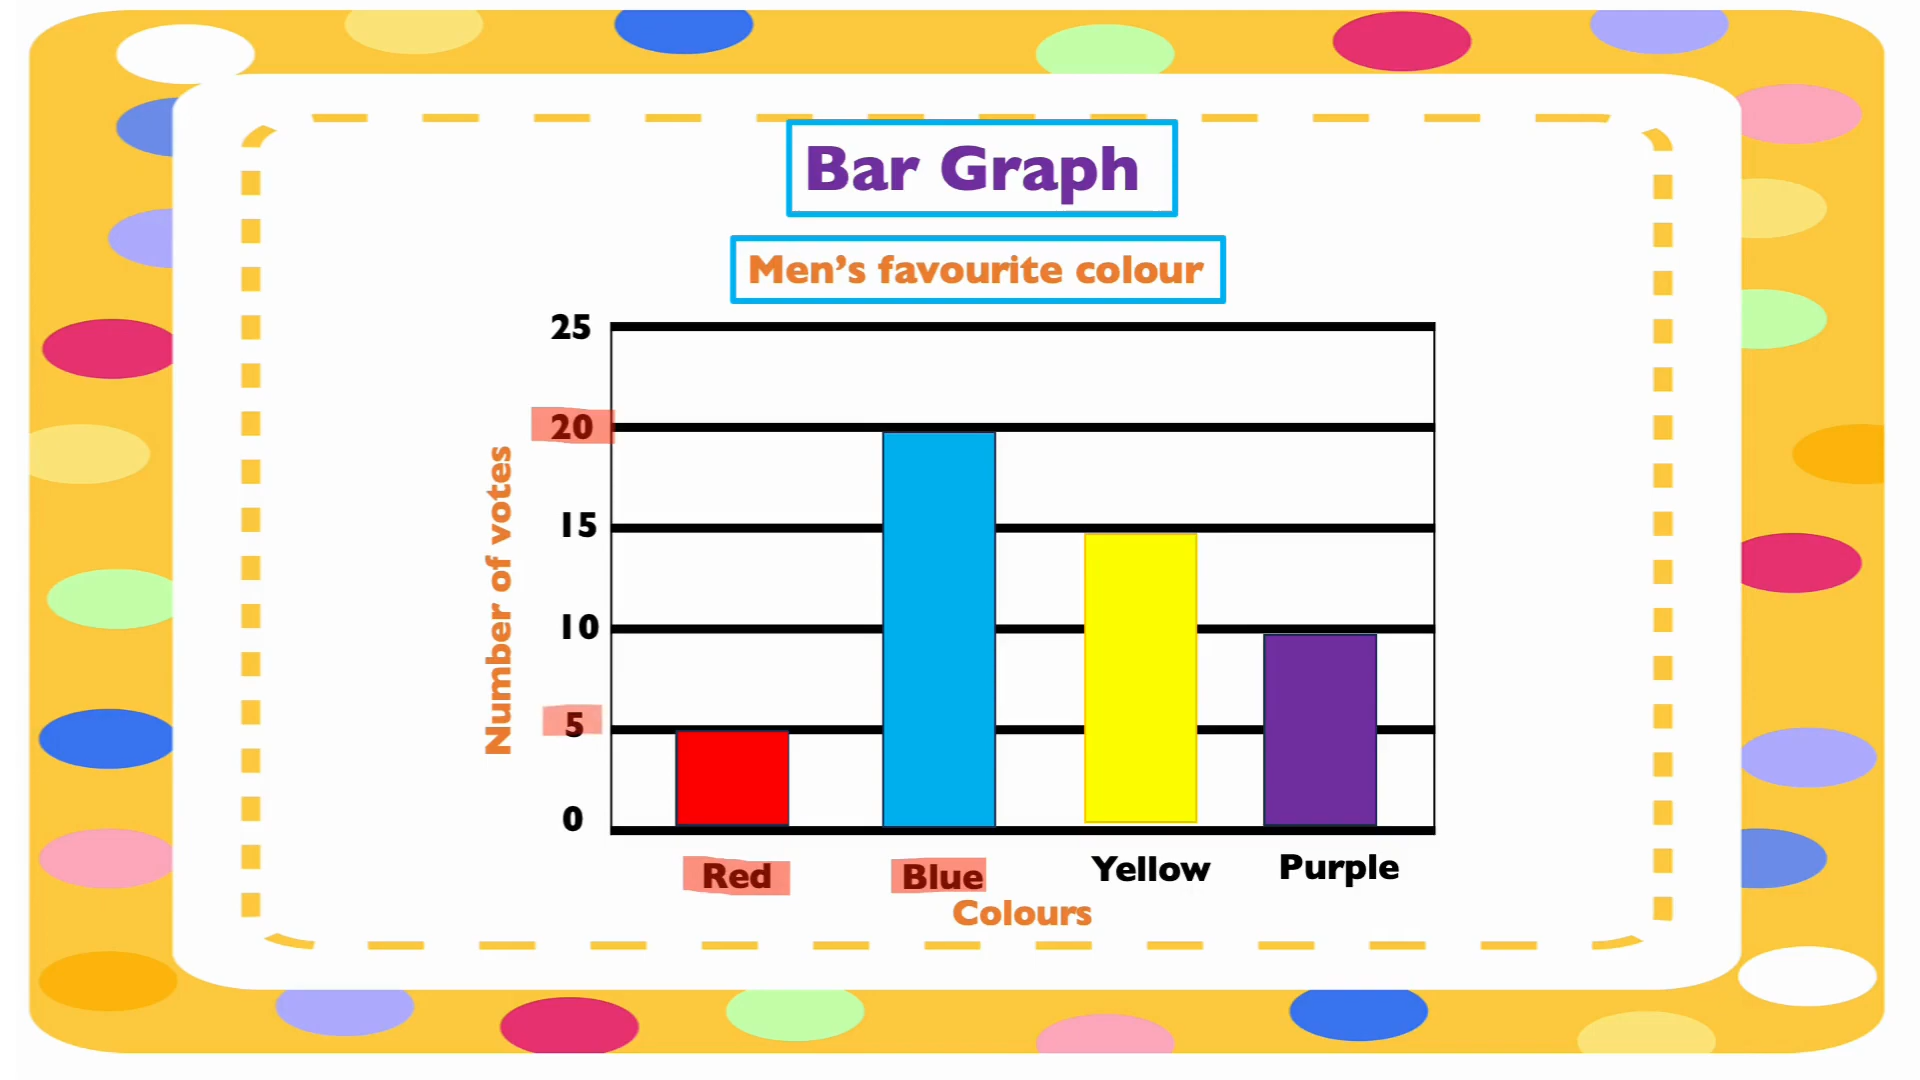 Bar Graph
Men’s favourite colour
25
20
15
10
5
0
Number of votes
Red Blue Yellow Purple
Colours